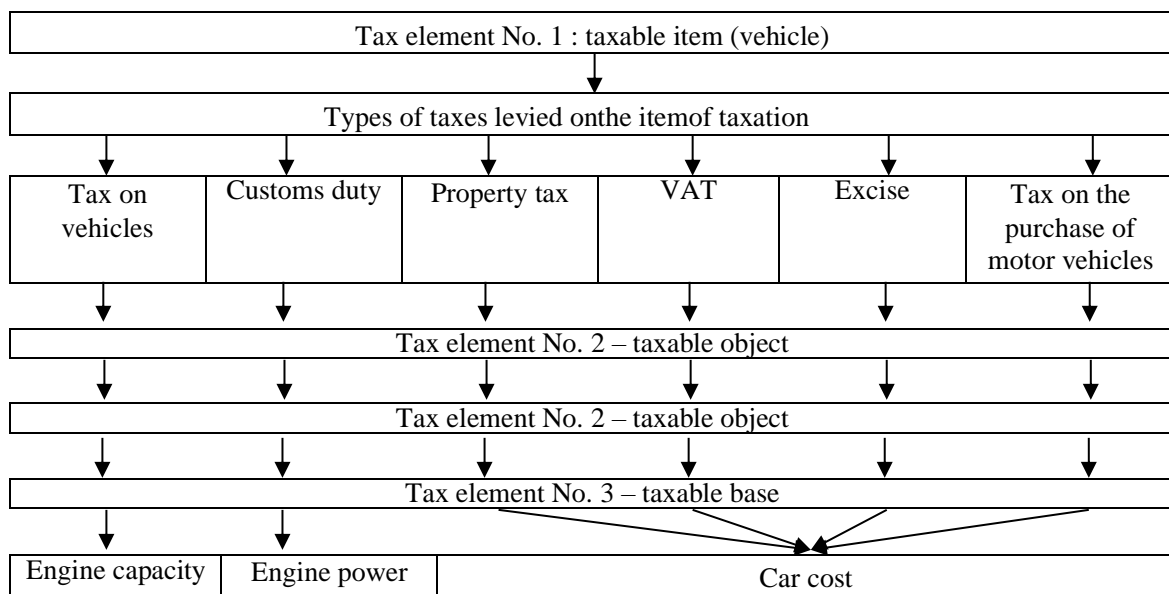 Tax element No. 1 : taxable item (vehicle)
Types of taxes levied onthe itemof taxation
Tax on
vehicles
Customs duty
Property tax
VAT
Excise
Tax on the
purchase of
motor vehicles
Tax element No. 2 – taxable object
Tax element No. 2 – taxable object
Tax element No. 3 – taxable base
Engine capacity
Engine power
Car cost